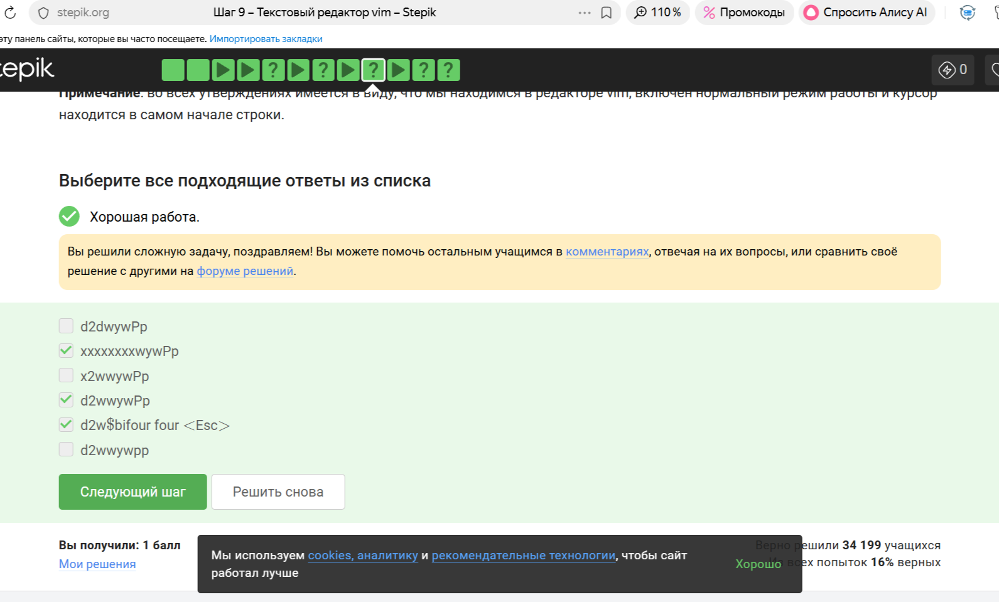 stepik.org
Шаг 9 – Текстовый редактор vim – Stepik
110 %
Промокоды
Спросить Алису AI
эту панель сайты, которые вы часто посещаете. Импортировать закладки
tepik
? ? ? ? ?
0
Примечание: во всех утверждениях имеется в виду, что мы находимся в редакторе vim, включен нормальный режим работы и курсор
находится в самом начале строки.
Выберите все подходящие ответы из списка
Хорошая работа.
Вы решили сложную задачу, поздравляем! Вы можете помочь остальным учащимся в комментариях, отвечая на их вопросы, или сравнить своё
решение с другими на форуме решений.
d2dwywPp
xxxxxxxxwywPp
x2wwywPp
d2wwywPp
d2w$bifour four <Esc>
d2wwywpp
Следующий шаг
Решить снова
Вы получили: 1 балл
Мои решения
Верно решили 34 199 учащихся
Из всех попыток 16% верных
Мы используем cookies, аналитику и рекомендательные технологии, чтобы сайт
работал лучше
Хорошо